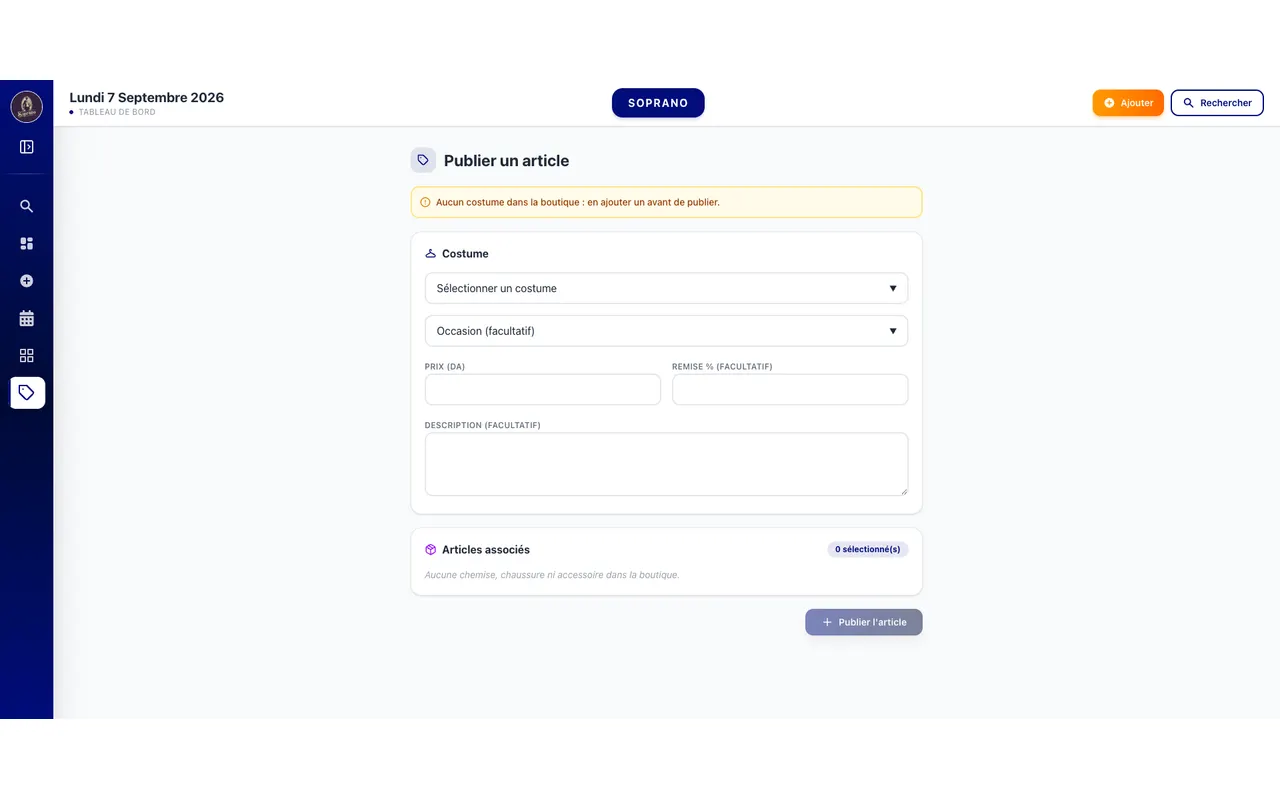 Lundi 7 Septembre 2026
TABLEAU DE BORD
SOPRANO
Ajouter
Rechercher
Publier un article
Aucun costume dans la boutique : en ajouter un avant de publier.
Costume
Sélectionner un costume
Occasion (facultatif)
PRIX (DA)
REMISE % (FACULTATIF)
DESCRIPTION (FACULTATIF)
Articles associés
0 sélectionné(s)
Aucune chemise, chaussure ni accessoire dans la boutique.
Publier l'article